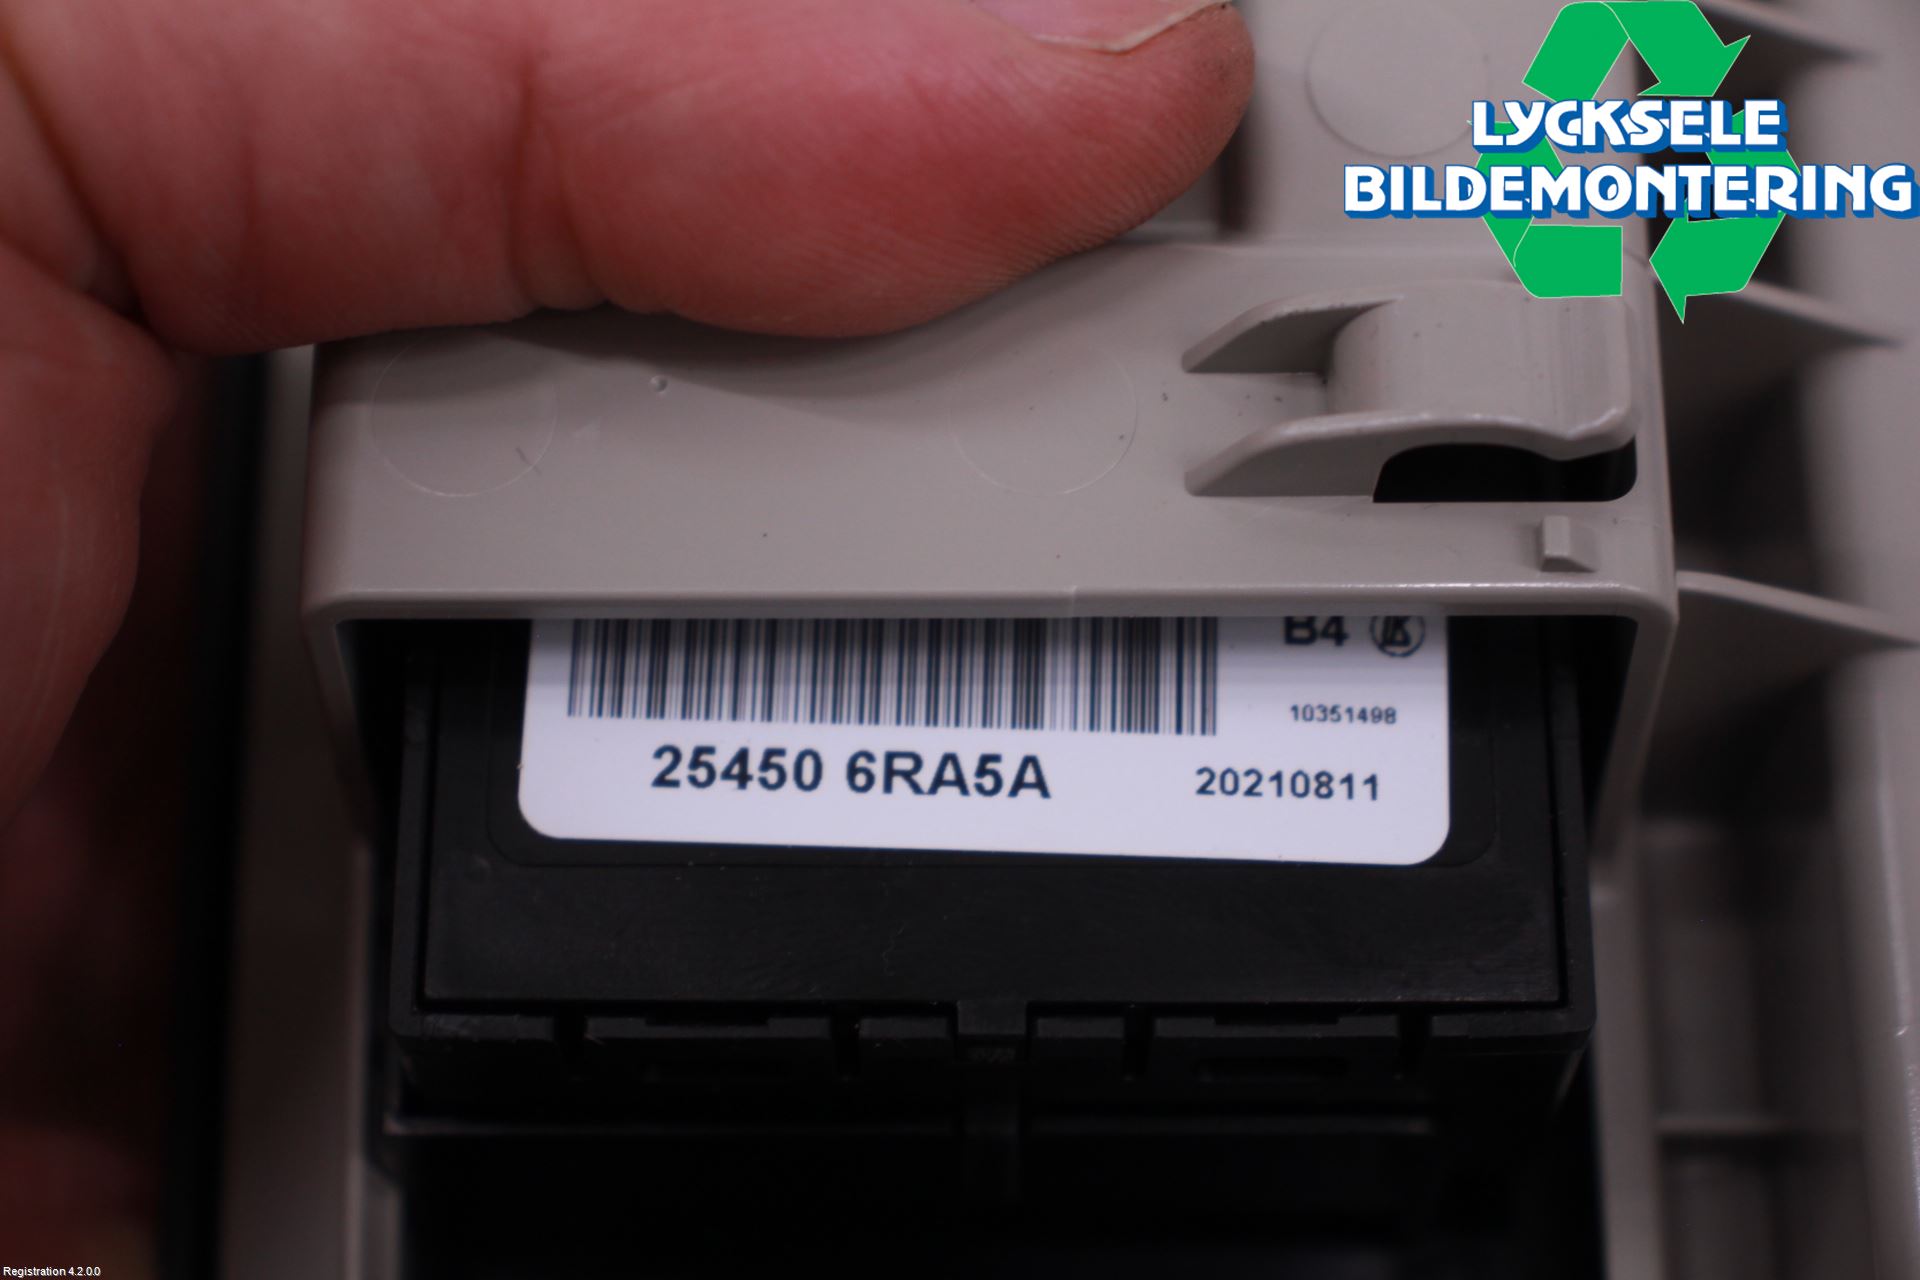 LYCKSELE
BILDEMONTERING
B4
10351498
25450 6RA5A
20210811
Registration 4.2.0.0